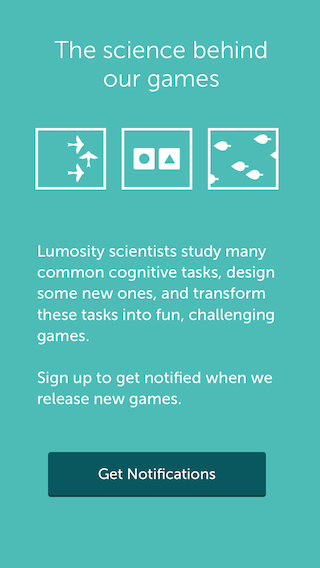 The science behind
our games
Lumosity scientists study many
common cognitive tasks, design
some new ones, and transform
these tasks into fun, challenging
games.
Sign up to get notified when we
release new games.
Get Notifications